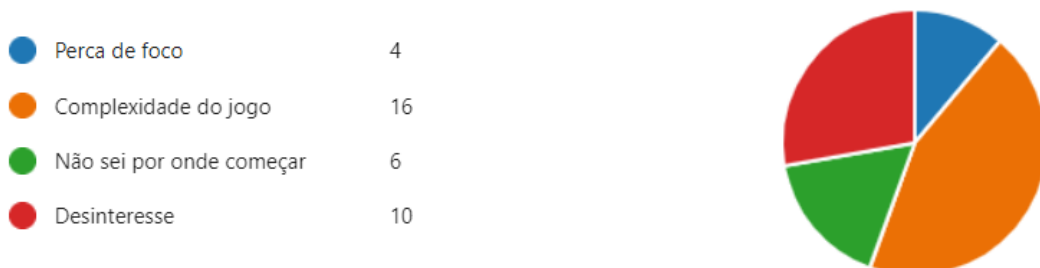 Perca de foco 4
Complexidade do jogo 16
Não sei por onde começar 6
Desinteresse 10